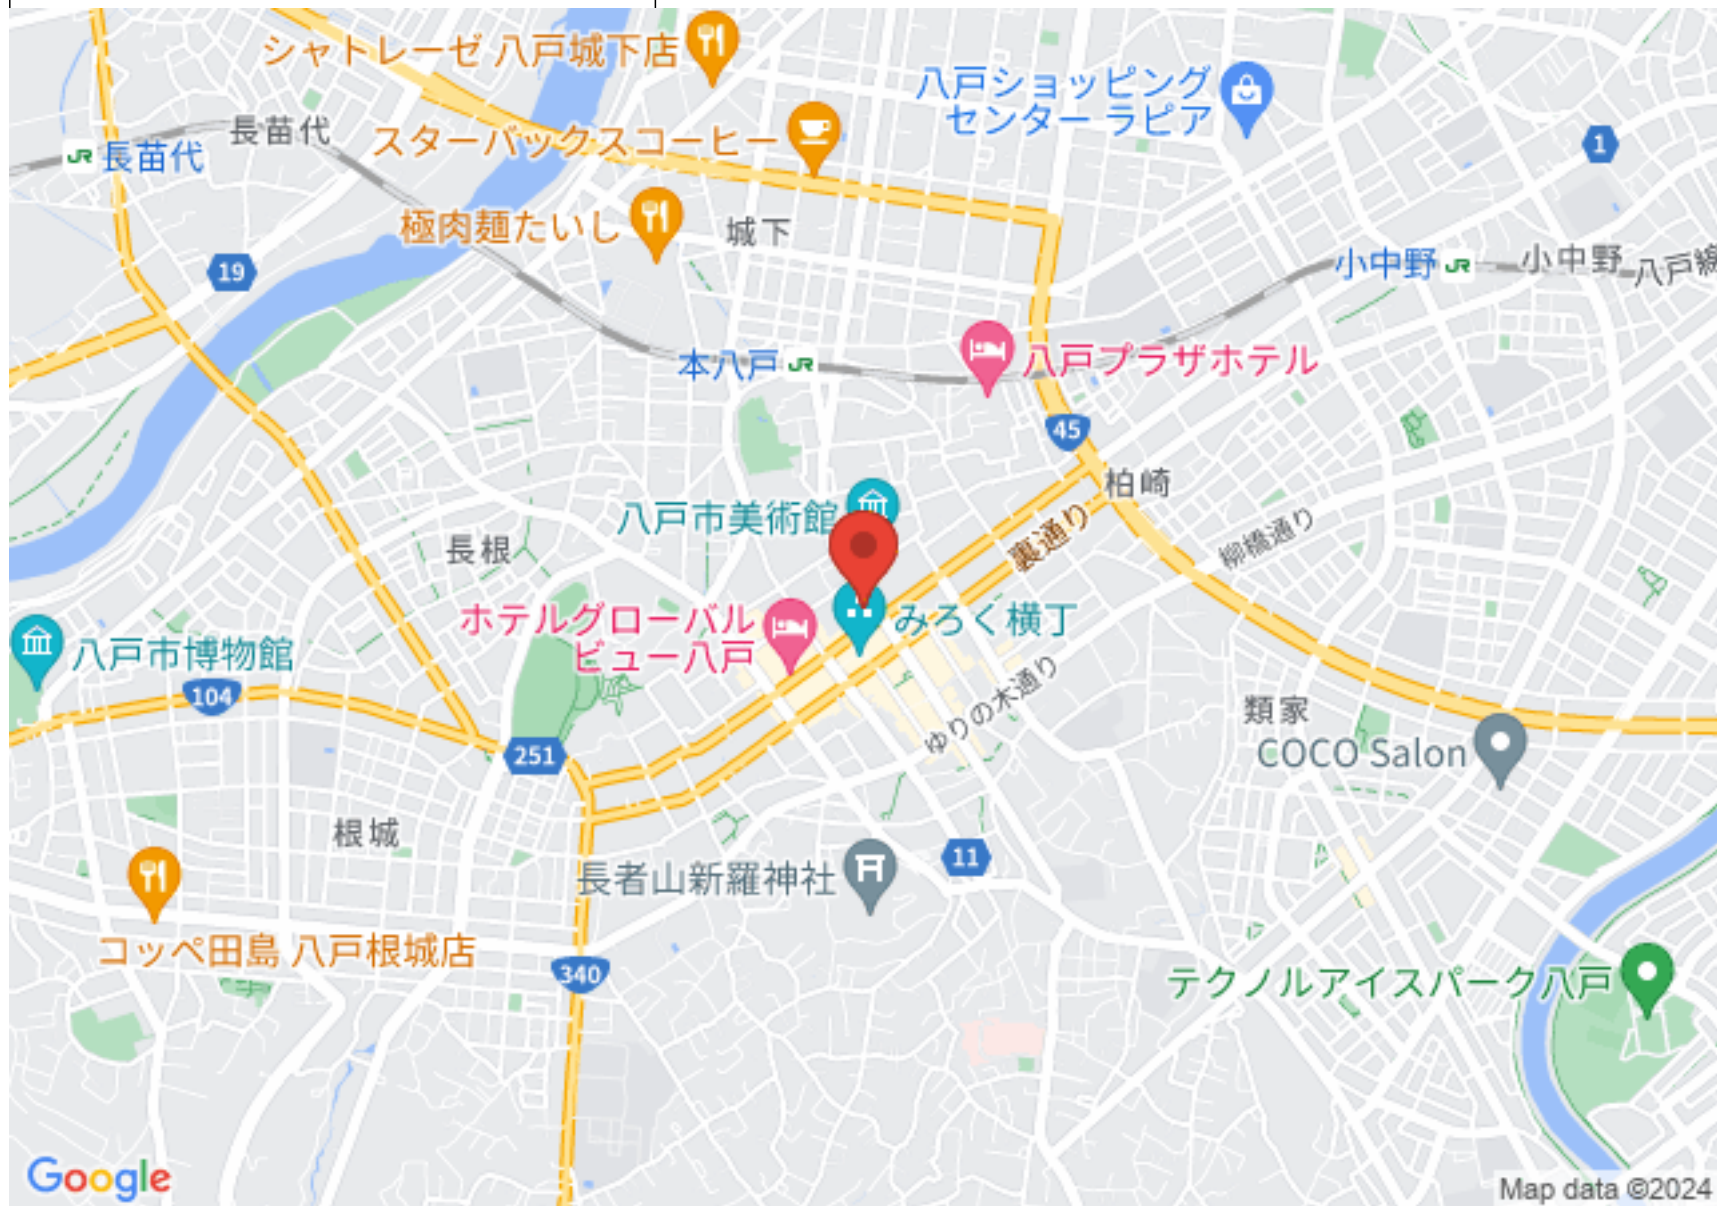 シャトレーゼ 八戸城下店
八戸ショッピング
センター ラピア
長苗代
スターバックスコーヒー
1
JR 長苗代
極肉麺たいし
城下
19
小中野 JR
小中野
八戸線
本八戸 JR
八戸プラザホテル
45
柏崎
八戸市美術館
裏通り
柳橋通り
長根
ホテルグローバル
ビュー八戸
みろく横丁
八戸市博物館
104
ゆりの木通り
類家
251
COCO Salon
根城
長者山新羅神社
11
コッペ田島 八戸根城店
340
テクノルアイスパーク八戸
Google
Map data ©2024